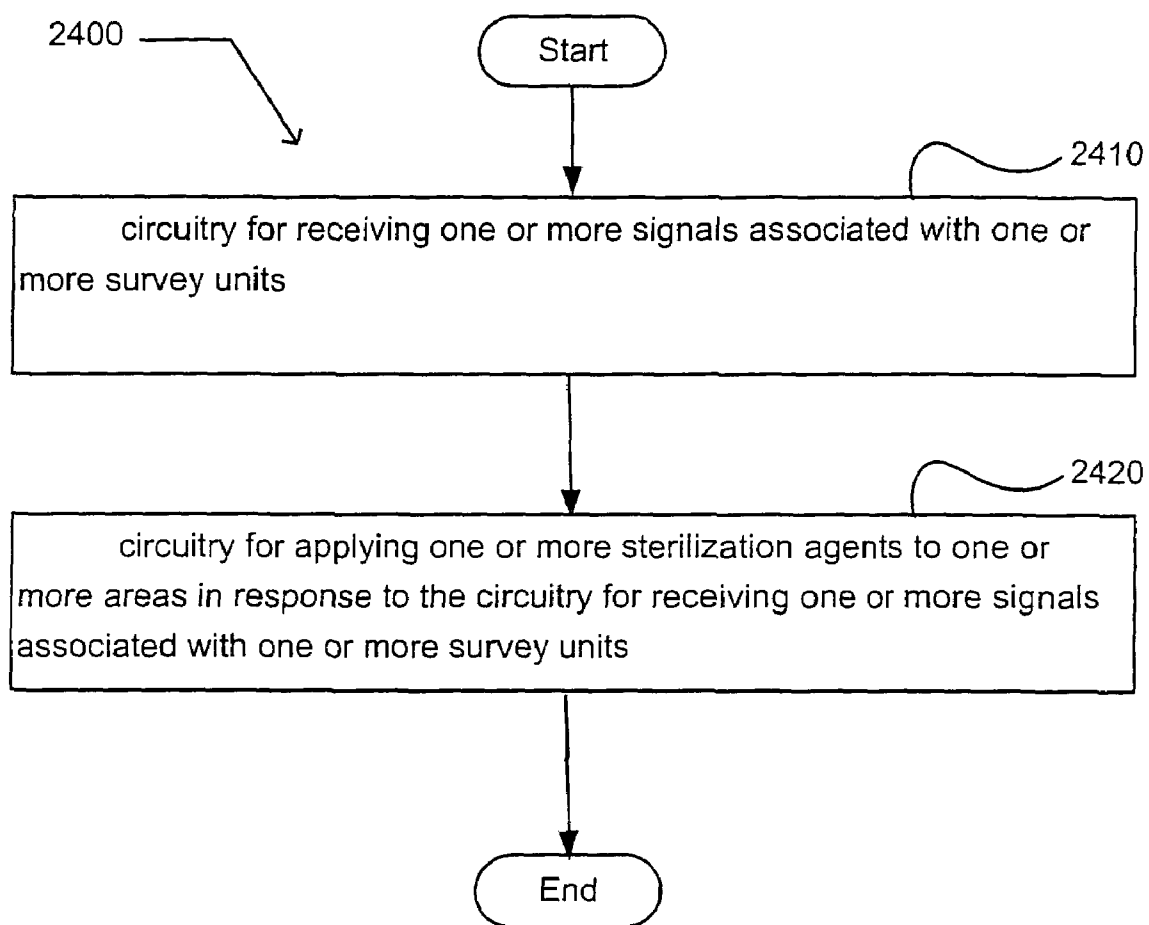 2400
Start
2410
circuitry for receiving one or more signals associated with one or
more survey units
2420
circuitry for applying one or more sterilization agents to one or
more areas in response to the circuitry for receiving one or more signals
associated with one or more survey units
End